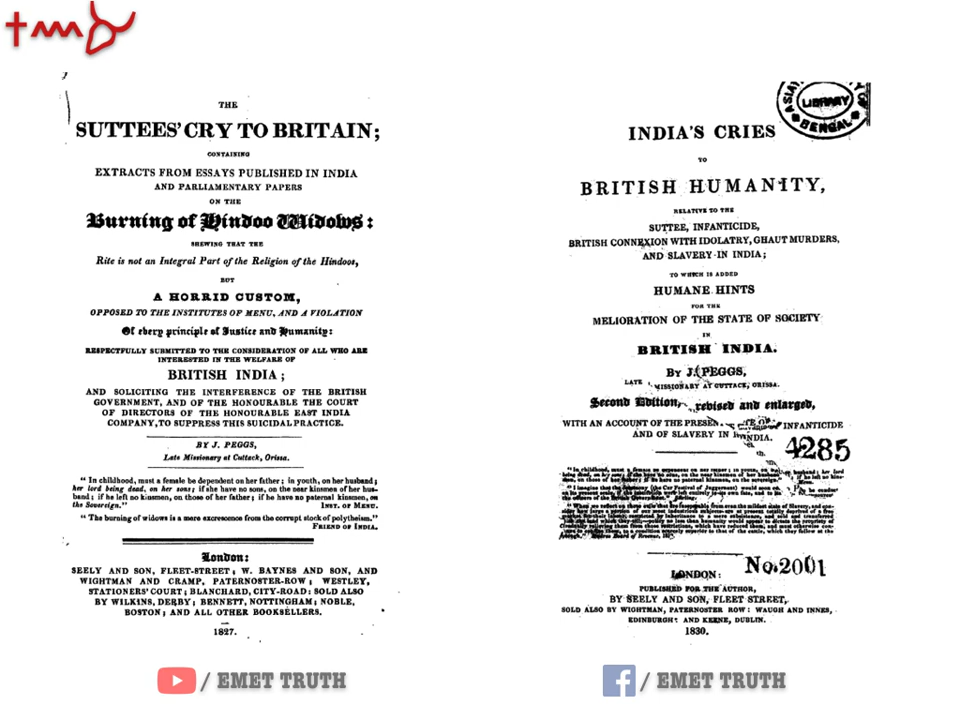 THE
SUTTEES' CRY TO BRITAIN;
CONTAINING
EXTRACTS FROM ESSAYS PUBLISHED IN INDIA
AND PARLIAMENTARY PAPERS
ON THE
Burning of Hindoo Widows:
SHEWING THAT THE
Rite is not an Integral Part of the Religion of the Hindoos,
BUT
A HORRID CUSTOM,
OPPOSED TO THE INSTITUTES OF MENU, AND A VIOLATION
Of every principle of Justice and Humanity:
RESPECTFULLY SUBMITTED TO THE CONSIDERATION OF ALL WHO ARE
INTERESTED IN THE WELFARE OF
BRITISH INDIA;
AND SOLICITING THE INTERFERENCE OF THE BRITISH
GOVERNMENT, AND OF THE HONOURABLE THE COURT
OF DIRECTORS OF THE HONOURABLE EAST INDIA
COMPANY, TO SUPPRESS THIS SUICIDAL PRACTICE.
BY J. PEGGS,
Late Missionary at Cuttack, Orissa.
"In childhood, must a female be dependent on her father; in youth, on her husband;
her lord being dead, on her sons; if she have no sons, on the near kinsmen of her hus-
band; if he left no kinsmen, on those of her father; if he have no paternal kinsmen, on
the Sovereign." INST. OF MENU.
"The burning of widows is a mere excrescence from the corrupt stock of polytheism."
FRIEND OF INDIA.
London:
SEELY AND SON, FLEET-STREET; W. BAYNES AND SON, AND
WIGHTMAN AND CRAMP, PATERNOSTER-ROW; WESTLEY,
STATIONERS' COURT; BLANCHARD, CITY-ROAD: SOLD ALSO
BY WILKINS, DERBY; BENNETT, NOTTINGHAM; NOBLE,
BOSTON; AND ALL OTHER BOOKSELLERS.
1827.
LIBRARY
BENGAL
INDIA'S CRIES
TO
BRITISH HUMANITY,
RELATIVE TO THE
SUTTEE, INFANTICIDE,
BRITISH CONNEXION WITH IDOLATRY, GHAUT MURDERS,
AND SLAVERY IN INDIA;
TO WHICH IS ADDED
HUMANE HINTS
FOR THE
MELIORATION OF THE STATE OF SOCIETY
IN
BRITISH INDIA.
BY J. PEGGS,
LATE MISSIONARY AT CUTTACK, ORISSA.
Second Edition, revised and enlarged,
WITH AN ACCOUNT OF THE INFANTICIDE
AND OF SLAVERY IN INDIA.
4285
LONDON:
No. 2001
PUBLISHED FOR THE AUTHOR,
BY SEELY AND SON, FLEET STREET,
SOLD ALSO BY WIGHTMAN, PATERNOSTER ROW: WAUGH AND INNES,
EDINBURGH: AND KEENE, DUBLIN.
1830.
/ EMET TRUTH
/ EMET TRUTH